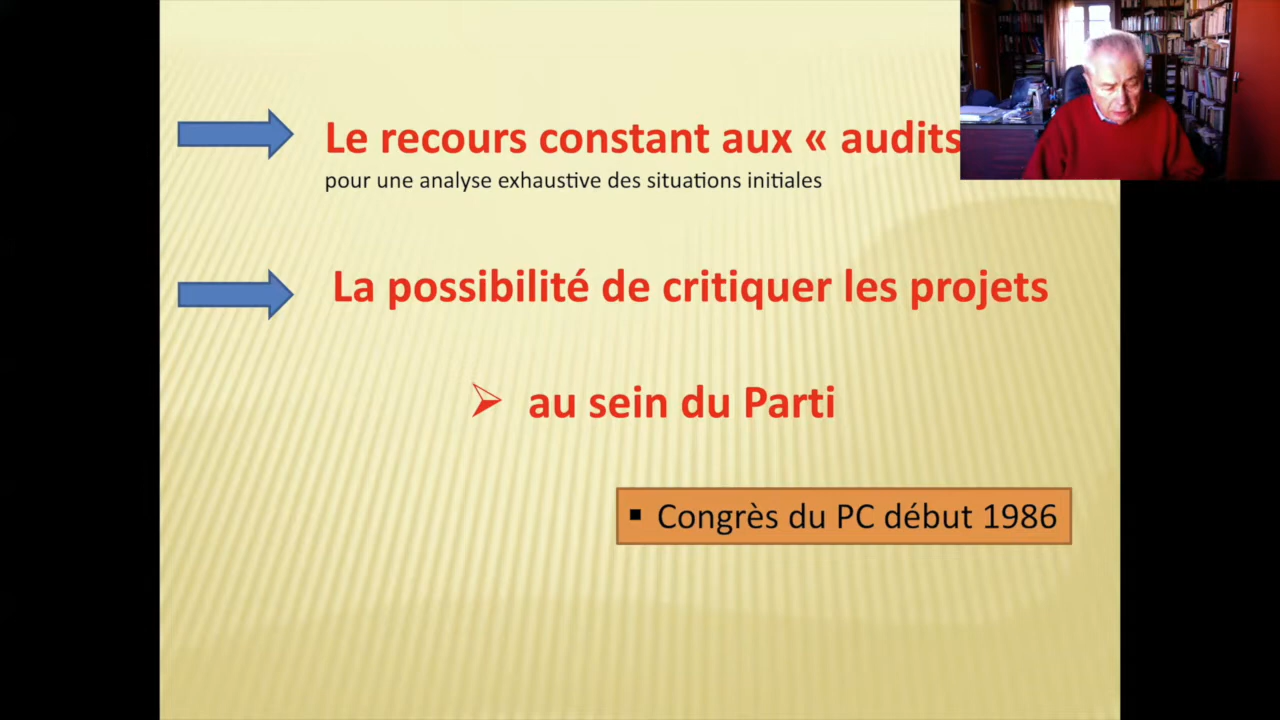 Le recours constant aux « audits
pour une analyse exhaustive des situations initiales
La possibilité de critiquer les projets
au sein du Parti
Congrès du PC début 1986